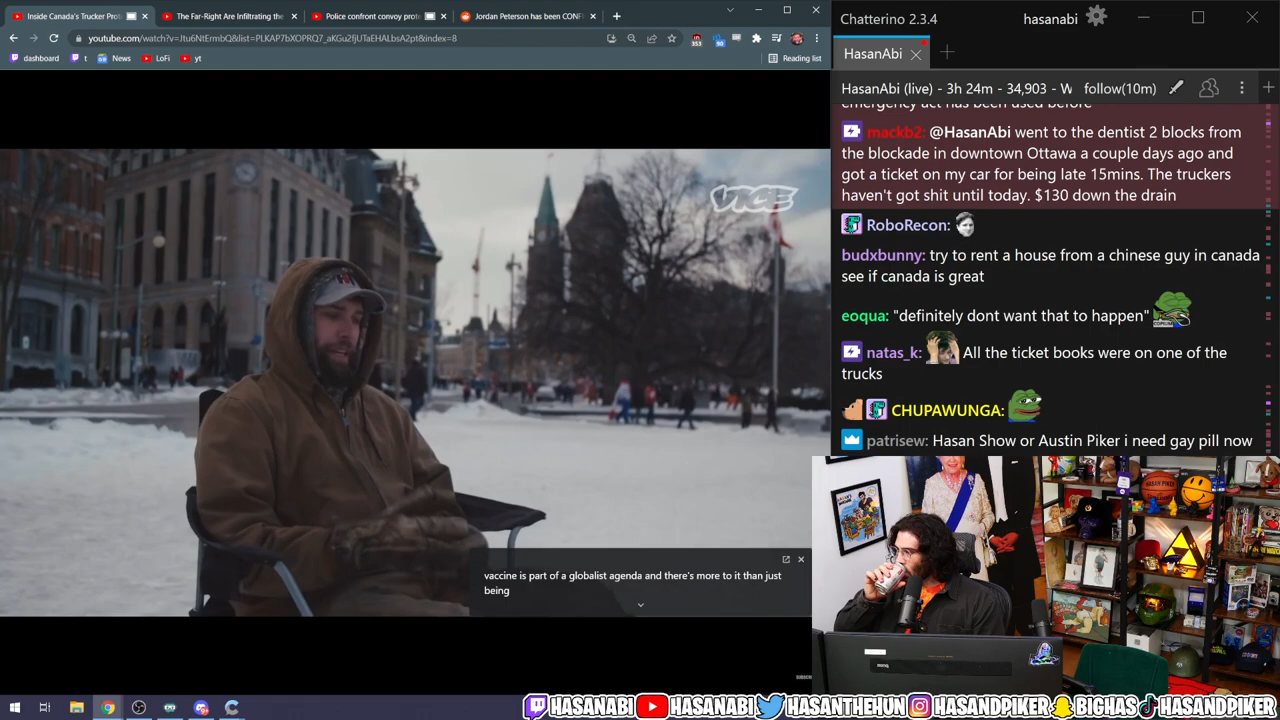 Inside Canada's Trucker Prot
The Far-Right Are Infiltrating the
Police confront convoy prote
Jordan Peterson has been CONF
youtube.com/watch?v=Jtu6NtErmbQ&list=PLKAP7bXOPRQ7_aKGu2fjUTaEHALbsA2pt&index=8
353
90
dashboard
t
News
LoFi
yt
Reading list
VICE
vaccine is part of a globalist agenda and there's more to it than just
being
SUBSCRIBE
Chatterino 2.3.4
hasanabi
HasanAbi
HasanAbi (live) - 3h 24m - 34,903 - W
follow(10m)
emergency act has been used before
mackb2: @HasanAbi went to the dentist 2 blocks from
the blockade in downtown Ottawa a couple days ago and
got a ticket on my car for being late 15mins. The truckers
haven't got shit until today. $130 down the drain
RoboRecon:
budxbunny: try to rent a house from a chinese guy in canada
see if canada is great
eoqua: "definitely dont want that to happen"
natas_k: All the ticket books were on one of the
trucks
CHUPAWUNGA:
patrisew: Hasan Show or Austin Piker i need gay pill now
HASAN PIKER
BENQ
HASANABI
HASANABI
HASANTHEHUN
HASANDPIKER
BIGHAS
HASANDPIKER